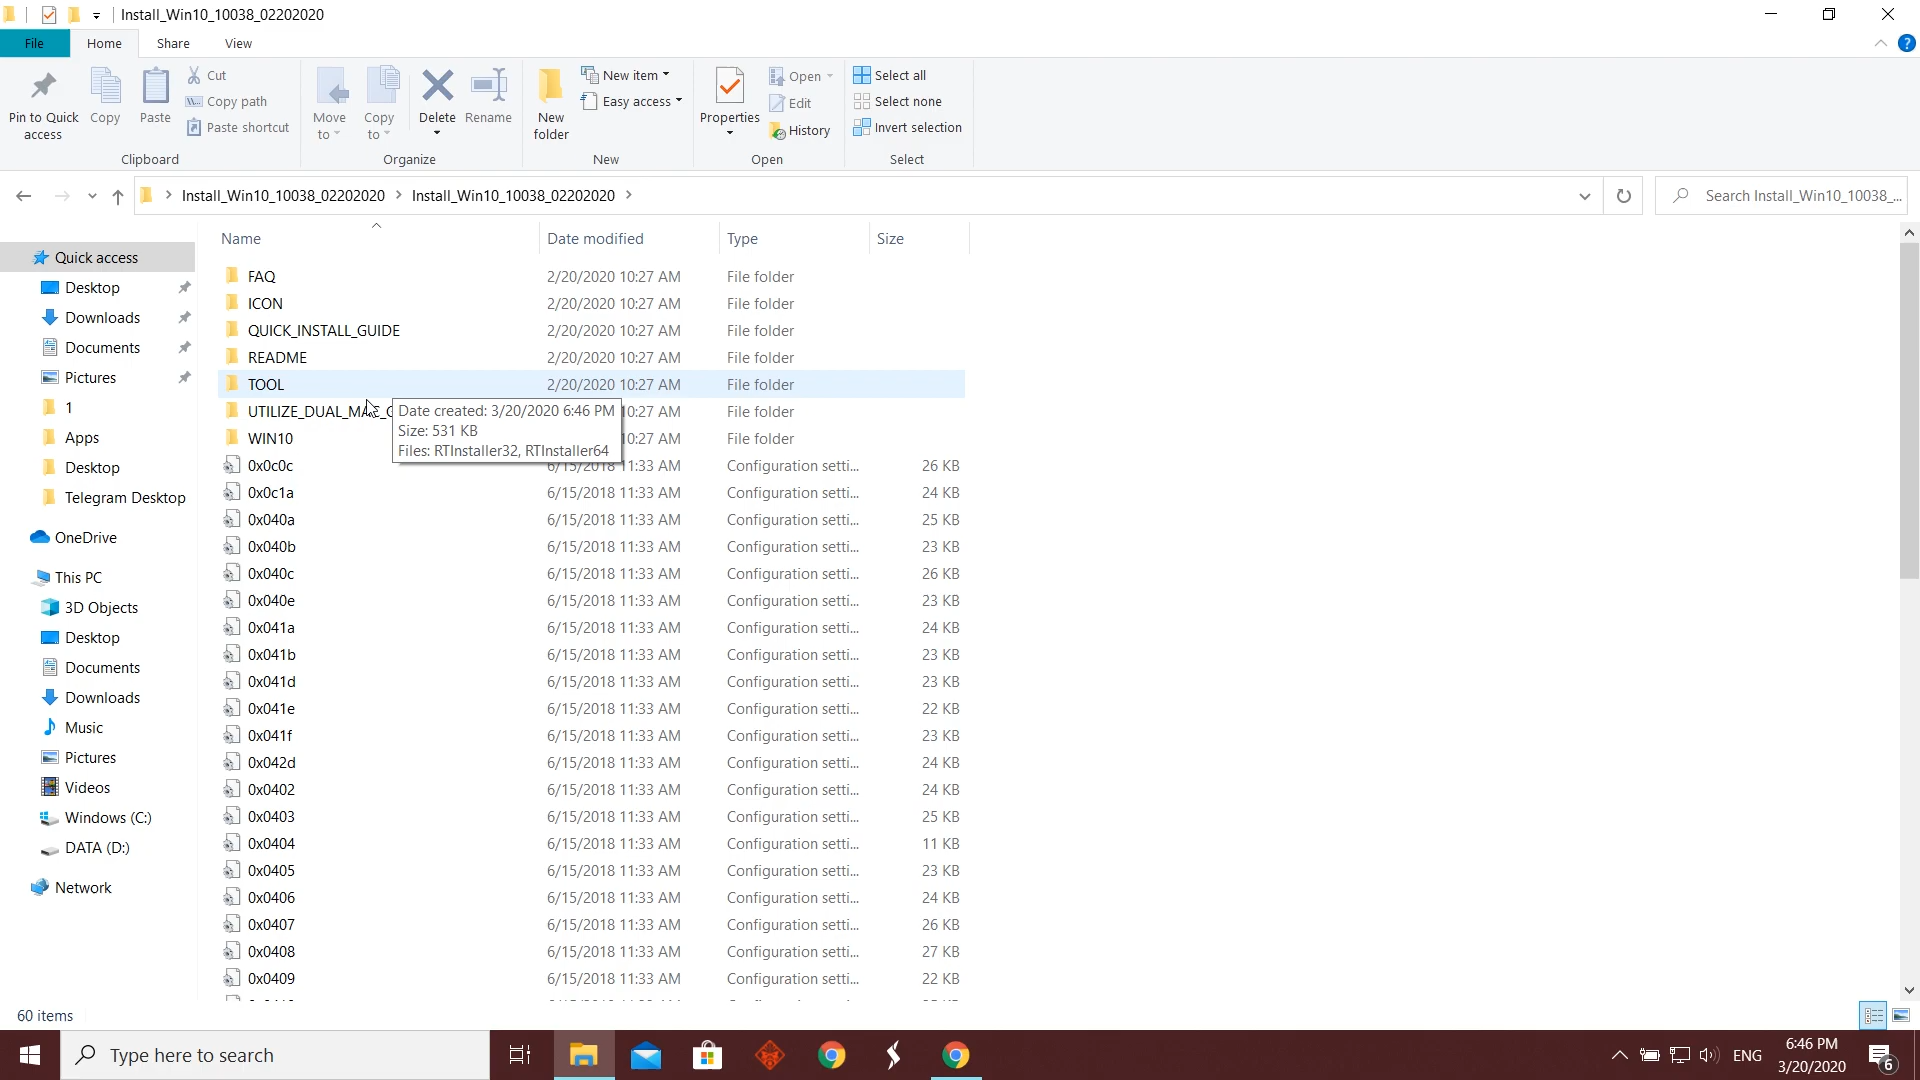 Install_Win10_10038_02202020
File
Home
Share
View
Pin to Quick access
Copy
Paste
Cut
Copy path
Paste shortcut
Clipboard
Move to
Copy to
Delete
Rename
Organize
New folder
New item
Easy access
New
Properties
Open
Edit
History
Open
Select all
Select none
Invert selection
Select
Install_Win10_10038_02202020 > Install_Win10_10038_02202020 >
Search Install_Win10_10038_...
Quick access
Desktop
Downloads
Documents
Pictures
1
Apps
Desktop
Telegram Desktop
OneDrive
This PC
3D Objects
Desktop
Documents
Downloads
Music
Pictures
Videos
Windows (C:)
DATA (D:)
Network
Name Date modified Type Size
FAQ 2/20/2020 10:27 AM File folder
ICON 2/20/2020 10:27 AM File folder
QUICK_INSTALL_GUIDE 2/20/2020 10:27 AM File folder
README 2/20/2020 10:27 AM File folder
TOOL 2/20/2020 10:27 AM File folder
10:27 AM File folder
WIN10 10:27 AM File folder
Date created: 3/20/2020 6:46 PM
Size: 531 KB
Files: RTInstaller32, RTInstaller64
0x0c0c 6/15/2018 11:33 AM Configuration setti... 26 KB
0x0c1a 6/15/2018 11:33 AM Configuration setti... 24 KB
0x040a 6/15/2018 11:33 AM Configuration setti... 25 KB
0x040b 6/15/2018 11:33 AM Configuration setti... 23 KB
0x040c 6/15/2018 11:33 AM Configuration setti... 26 KB
0x040e 6/15/2018 11:33 AM Configuration setti... 23 KB
0x041a 6/15/2018 11:33 AM Configuration setti... 24 KB
0x041b 6/15/2018 11:33 AM Configuration setti... 23 KB
0x041d 6/15/2018 11:33 AM Configuration setti... 23 KB
0x041e 6/15/2018 11:33 AM Configuration setti... 22 KB
0x041f 6/15/2018 11:33 AM Configuration setti... 23 KB
0x042d 6/15/2018 11:33 AM Configuration setti... 24 KB
0x0402 6/15/2018 11:33 AM Configuration setti... 24 KB
0x0403 6/15/2018 11:33 AM Configuration setti... 25 KB
0x0404 6/15/2018 11:33 AM Configuration setti... 11 KB
0x0405 6/15/2018 11:33 AM Configuration setti... 23 KB
0x0406 6/15/2018 11:33 AM Configuration setti... 24 KB
0x0407 6/15/2018 11:33 AM Configuration setti... 26 KB
0x0408 6/15/2018 11:33 AM Configuration setti... 27 KB
0x0409 6/15/2018 11:33 AM Configuration setti... 22 KB
60 items
Type here to search
ENG
6:46 PM
3/20/2020
6